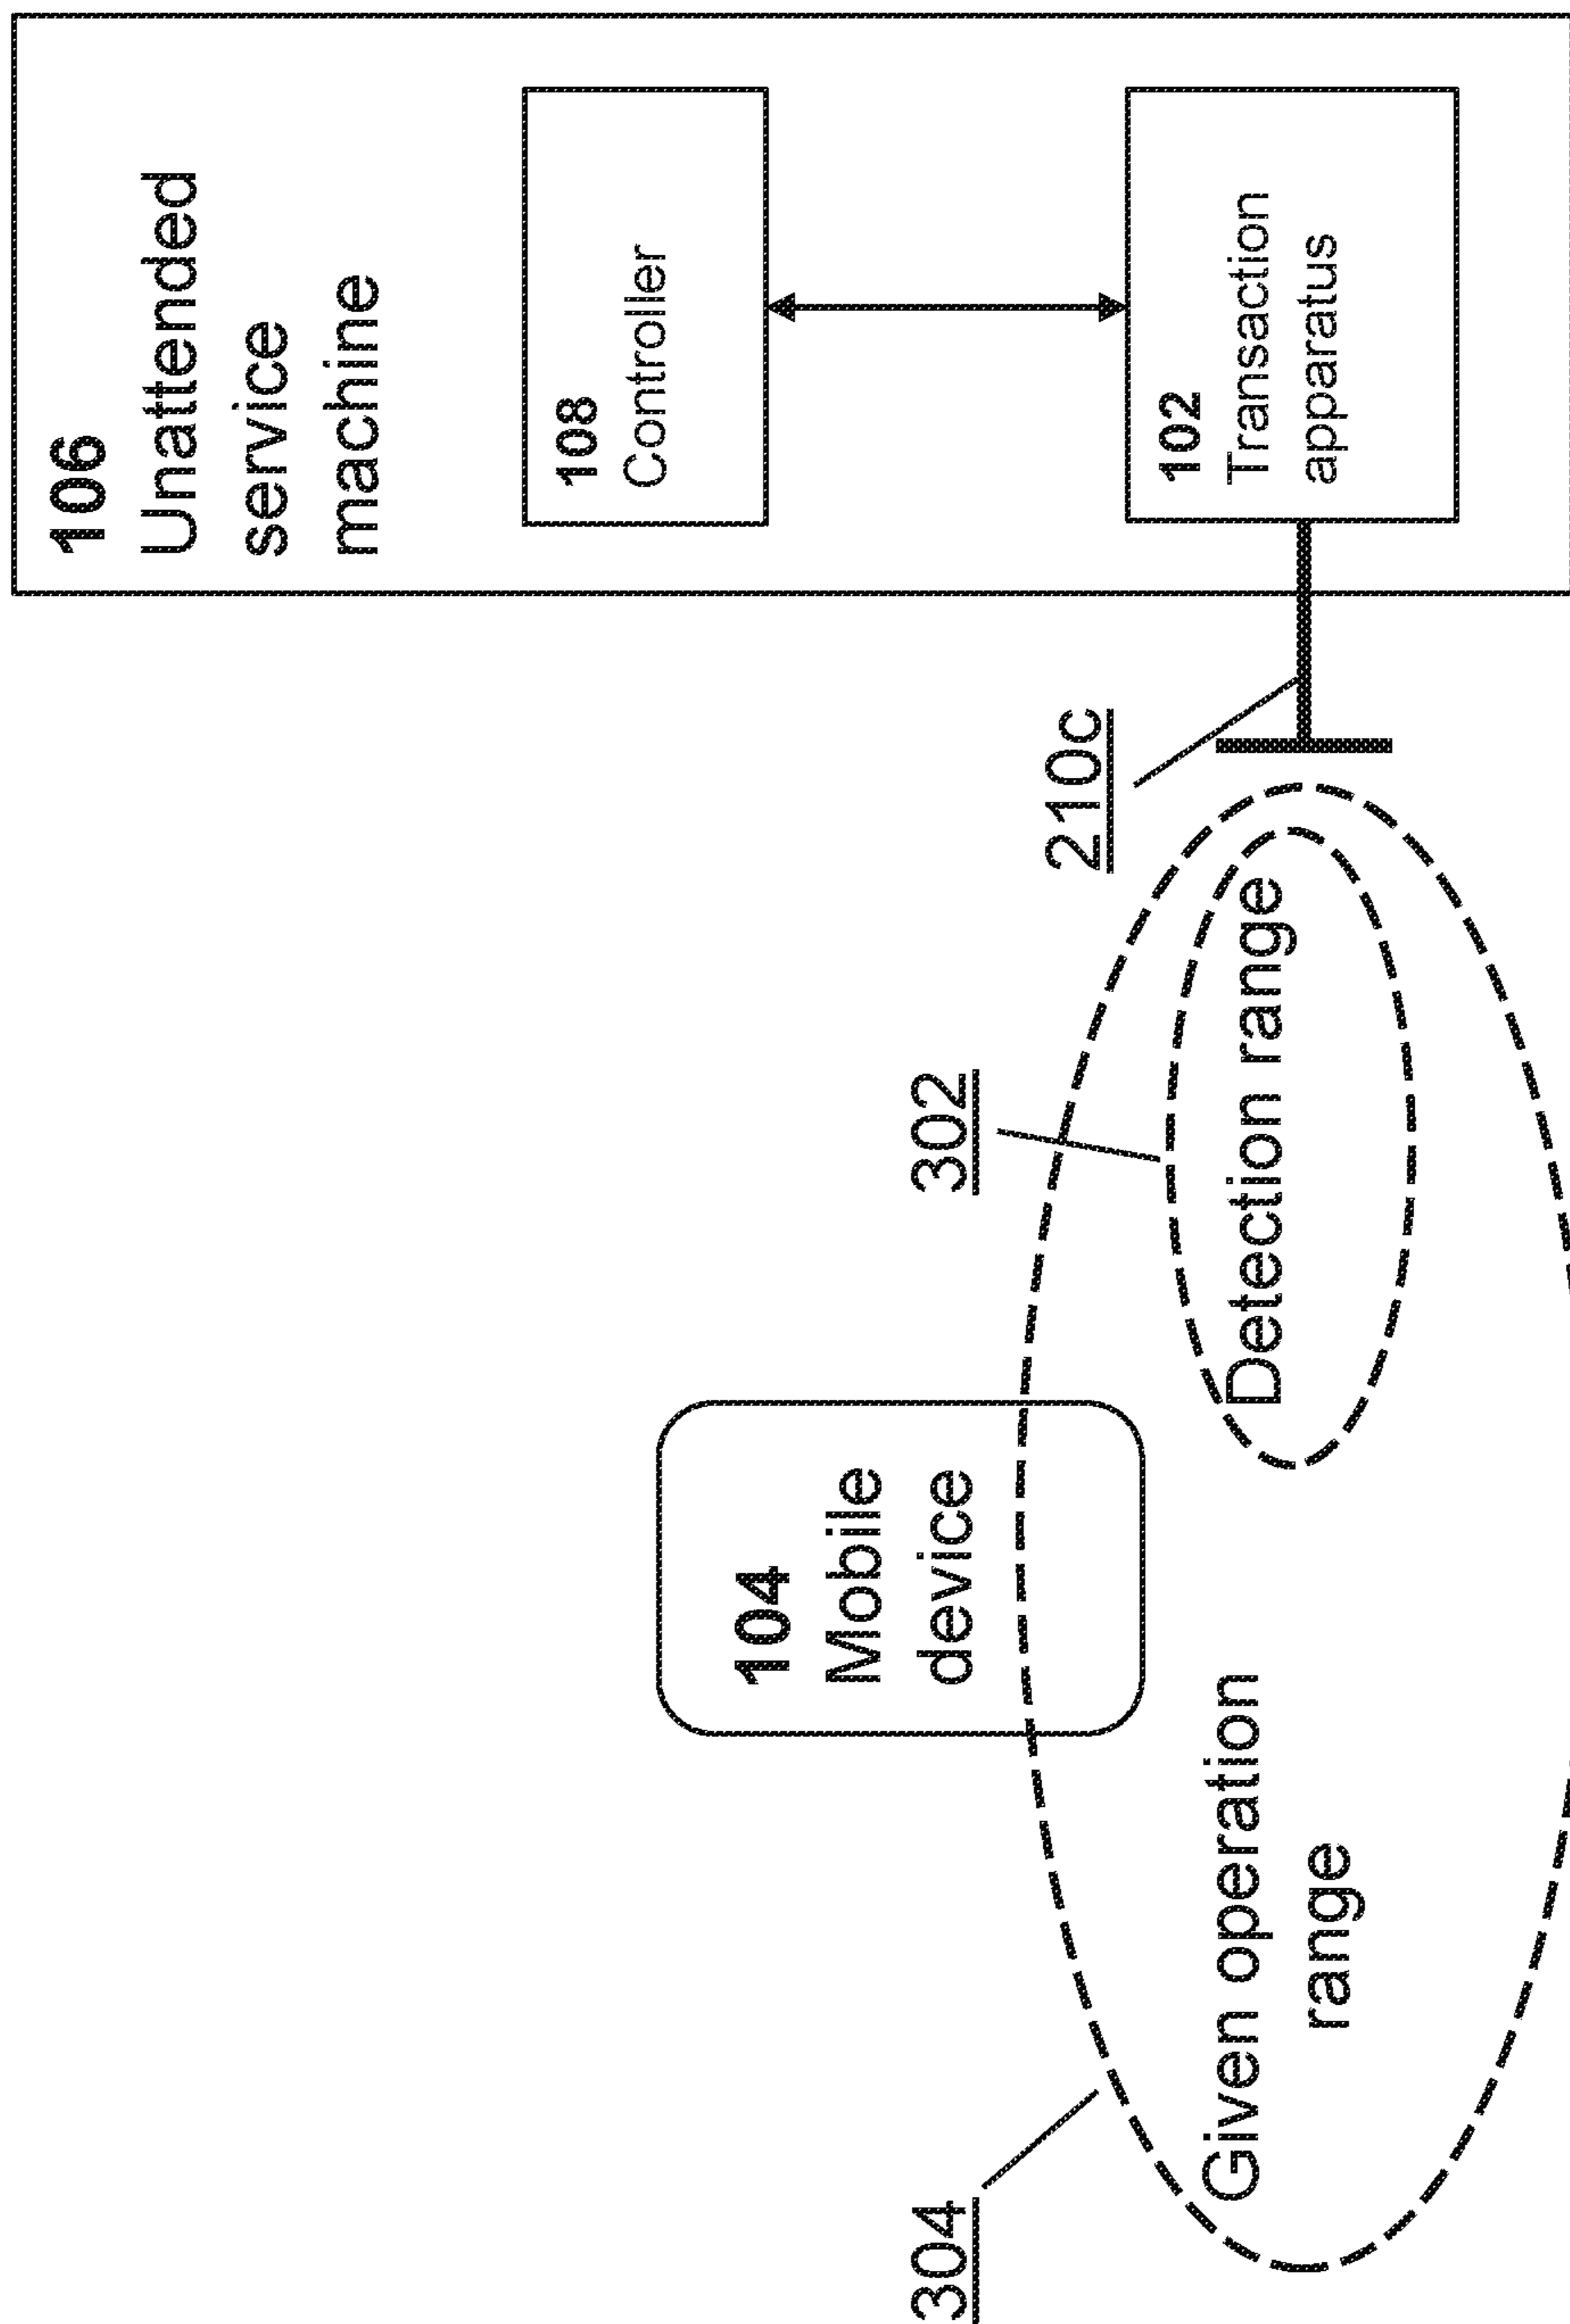 106
Unattended
service
machine
108
Controller
102
Transaction
apparatus
210c
302
Detection range
104
Mobile
device
304
Given operation
range